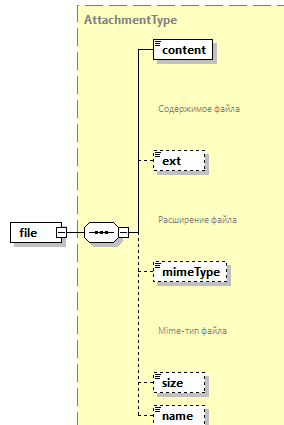 AttachmentType
content
Содержимое файла
ext
Расширение файла
file
mimeType
Mime-тип файла
size
name